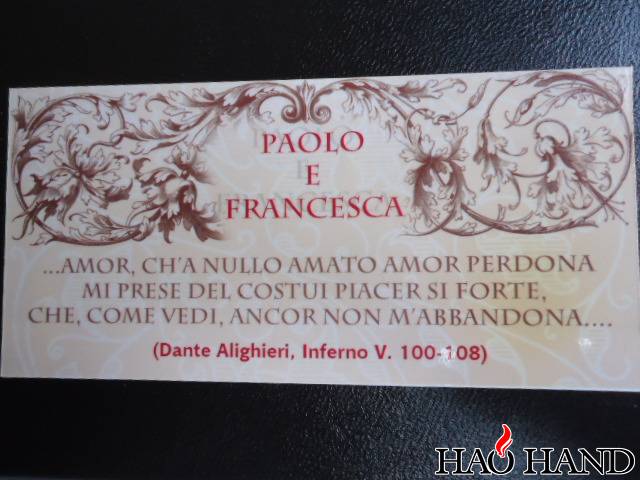 PAOLO
E
FRANCESCA
...AMOR, CH'A NULLO AMATO AMOR PERDONA
MI PRESE DEL COSTUI PIACER SI FORTE,
CHE, COME VEDI, ANCOR NON M'ABBANDONA....
(Dante Alighieri, Inferno V. 100-108)
HAO HAND